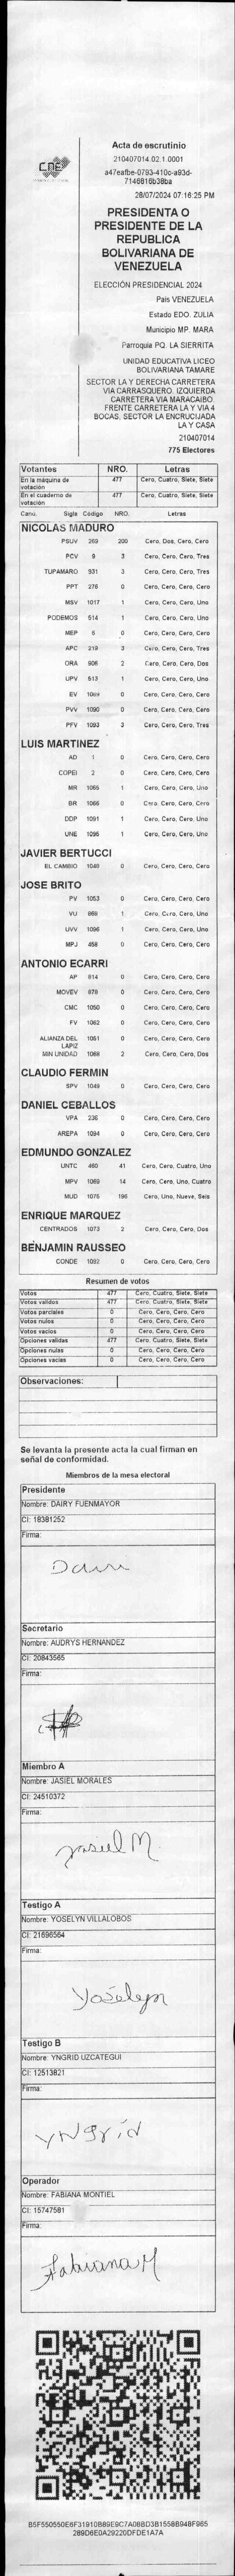 CNE
Acta de escrutinio
210407014.02.1.0001
a47eafbe-0793-410c-a93d-
7146816b38ba
28/07/2024 07:16:25 PM
PRESIDENTA O
PRESIDENTE DE LA
REPUBLICA
BOLIVARIANA DE
VENEZUELA
ELECCIÓN PRESIDENCIAL 2024
País VENEZUELA
Estado EDO. ZULIA
Municipio MP. MARA
Parroquia PQ. LA SIERRITA
UNIDAD EDUCATIVA LICEO
BOLIVARIANA TAMARE
SECTOR LA Y DERECHA CARRETERA
VIA CARRASQUERO. IZQUIERDA
CARRETERA VIA MARACAIBO.
FRENTE CARRETERA LA Y VIA 4
BOCAS, SECTOR LA ENCRUCIJADA
LA Y CASA
210407014
775 Electores
Votantes NRO. Letras
En la máquina de votación 477 Cero, Cuatro, Siete, Siete
En el cuaderno de votación 477 Cero, Cuatro, Siete, Siete
Cand. Sigla Código NRO. Letras
NICOLAS MADURO
PSUV 269 200 Cero, Dos, Cero, Cero
PCV 9 3 Cero, Cero, Cero, Tres
TUPAMARO 931 3 Cero, Cero, Cero, Tres
PPT 276 0 Cero, Cero, Cero, Cero
MSV 1017 1 Cero, Cero, Cero, Uno
PODEMOS 514 1 Cero, Cero, Cero, Uno
MEP 6 0 Cero, Cero, Cero, Cero
APC 219 3 Cero, Cero, Cero, Tres
ORA 906 2 Cero, Cero, Cero, Dos
UPV 613 1 Cero, Cero, Cero, Uno
EV 1089 0 Cero, Cero, Cero, Cero
PVV 1090 0 Cero, Cero, Cero, Cero
PFV 1093 3 Cero, Cero, Cero, Tres
LUIS MARTINEZ
AD 1 0 Cero, Cero, Cero, Cero
COPEI 2 0 Cero, Cero, Cero, Cero
MR 1065 1 Cero, Cero, Cero, Uno
BR 1066 0 Cero, Cero, Cero, Cero
DDP 1091 1 Cero, Cero, Cero, Uno
UNE 1095 1 Cero, Cero, Cero, Uno
JAVIER BERTUCCI
EL CAMBIO 1048 0 Cero, Cero, Cero, Cero
JOSE BRITO
PV 1053 0 Cero, Cero, Cero, Cero
VU 868 1 Cero, Cero, Cero, Uno
UVV 1096 1 Cero, Cero, Cero, Uno
MPJ 458 0 Cero, Cero, Cero, Cero
ANTONIO ECARRI
AP 814 0 Cero, Cero, Cero, Cero
MOVEV 878 0 Cero, Cero, Cero, Cero
CMC 1050 0 Cero, Cero, Cero, Cero
FV 1062 0 Cero, Cero, Cero, Cero
ALIANZA DEL LAPIZ 1061 0 Cero, Cero, Cero, Cero
MIN UNIDAD 1068 2 Cero, Cero, Cero, Dos
CLAUDIO FERMIN
SPV 1049 0 Cero, Cero, Cero, Cero
DANIEL CEBALLOS
VPA 236 0 Cero, Cero, Cero, Cero
AREPA 1094 0 Cero, Cero, Cero, Cero
EDMUNDO GONZALEZ
UNTC 460 41 Cero, Cero, Cuatro, Uno
MPV 1069 14 Cero, Cero, Uno, Cuatro
MUD 1075 196 Cero, Uno, Nueve, Seis
ENRIQUE MARQUEZ
CENTRADOS 1073 2 Cero, Cero, Cero, Dos
BENJAMIN RAUSSEO
CONDE 1092 0 Cero, Cero, Cero, Cero
Resumen de votos
Votos 477 Cero, Cuatro, Siete, Siete
Votos validos 477 Cero, Cuatro, Siete, Siete
Votos parciales 0 Cero, Cero, Cero, Cero
Votos nulos 0 Cero, Cero, Cero, Cero
Votos vacios 0 Cero, Cero, Cero, Cero
Opciones validas 477 Cero, Cuatro, Siete, Siete
Opciones nulas 0 Cero, Cero, Cero, Cero
Opciones vacias 0 Cero, Cero, Cero, Cero
Observaciones:
Se levanta la presente acta la cual firman en
señal de conformidad.
Miembros de la mesa electoral
Presidente
Nombre: DAIRY FUENMAYOR
CI: 18381252
Firma:
Secretario
Nombre: AUDRYS HERNANDEZ
CI: 20843565
Firma:
Miembro A
Nombre: JASIEL MORALES
CI: 24510372
Firma:
Jasiel M.
Testigo A
Nombre: YOSELYN VILLALOBOS
CI: 21696564
Firma:
Yoselyn
Testigo B
Nombre: YNGRID UZCATEGUI
CI: 12513821
Firma:
YNgrid
Operador
Nombre: FABIANA MONTIEL
CI: 15747581
Firma:
Fabiana M
B5F550550E6F31910B89E9C7A08BD3B1558B948F965
289D6E0A29220DFDE1A7A